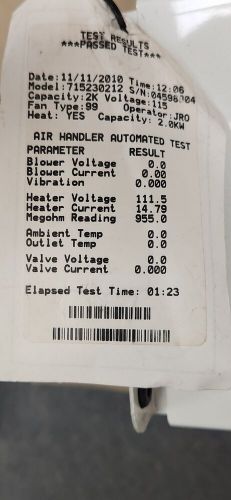 TEST RESULTS
***PASSED TEST***
Date:11/11/2010 Time:12:06
Model:715230212 S/N:04598804
Capacity:2K Voltage:115
Fan Type:99 Operator:JRO
Heat: YES Capacity: 2.0KW
AIR HANDLER AUTOMATED TEST
PARAMETER RESULT
Blower Voltage 0.0
Blower Current 0.00
Vibration 0.000
Heater Voltage 111.5
Heater Current 14.79
Megohm Reading 955.0
Ambient Temp 0.0
Outlet Temp 0.0
Valve Voltage 0.0
Valve Current 0.000
Elapsed Test Time: 01:23